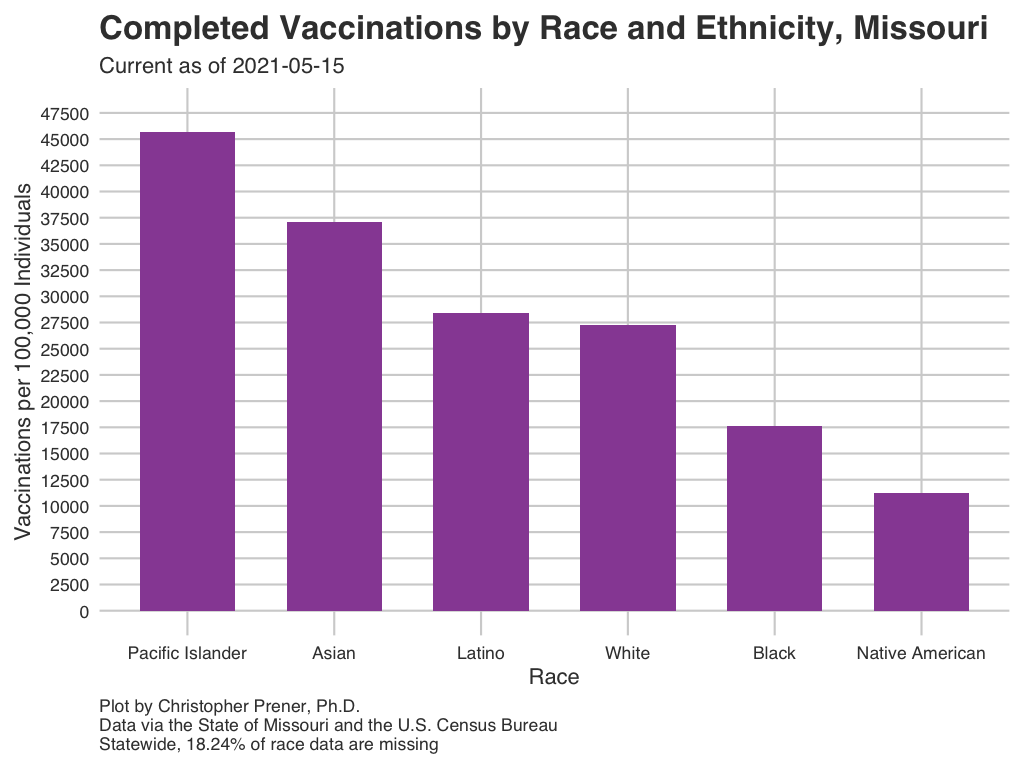 Completed Vaccinations by Race and Ethnicity, Missouri
Current as of 2021-05-15
Vaccinations per 100,000 Individuals
47500
45000
42500
40000
37500
35000
32500
30000
27500
25000
22500
20000
17500
15000
12500
10000
7500
5000
2500
0
Pacific Islander
Asian
Latino
White
Black
Native American
Race
Plot by Christopher Prener, Ph.D.
Data via the State of Missouri and the U.S. Census Bureau
Statewide, 18.24% of race data are missing